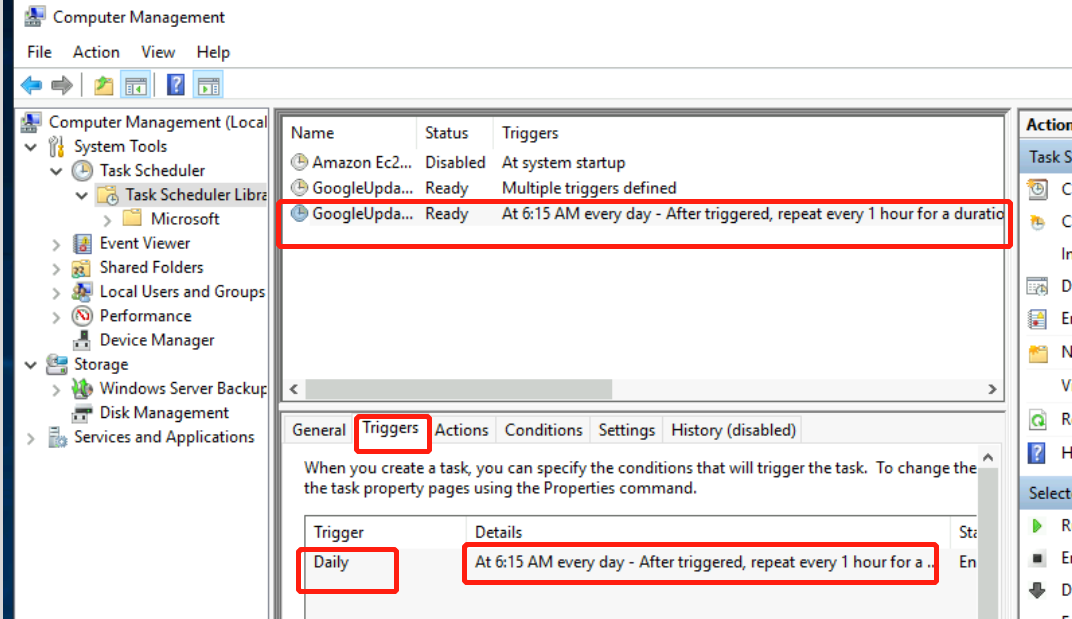 Computer Management
File Action View Help
Computer Management (Local
System Tools
Task Scheduler
Task Scheduler Libra
Microsoft
Event Viewer
Shared Folders
Local Users and Groups
Performance
Device Manager
Storage
Windows Server Backup
Disk Management
Services and Applications
Name Status Triggers
Amazon Ec2... Disabled At system startup
GoogleUpda... Ready Multiple triggers defined
GoogleUpda... Ready At 6:15 AM every day - After triggered, repeat every 1 hour for a duratio
General Triggers Actions Conditions Settings History (disabled)
When you create a task, you can specify the conditions that will trigger the task. To change the
the task property pages using the Properties command.
Trigger Details Sta
Daily At 6:15 AM every day - After triggered, repeat every 1 hour for a .. En
Action
Task S
C
C
In
D
En
N
Vi
R
H
Select
R
En
D